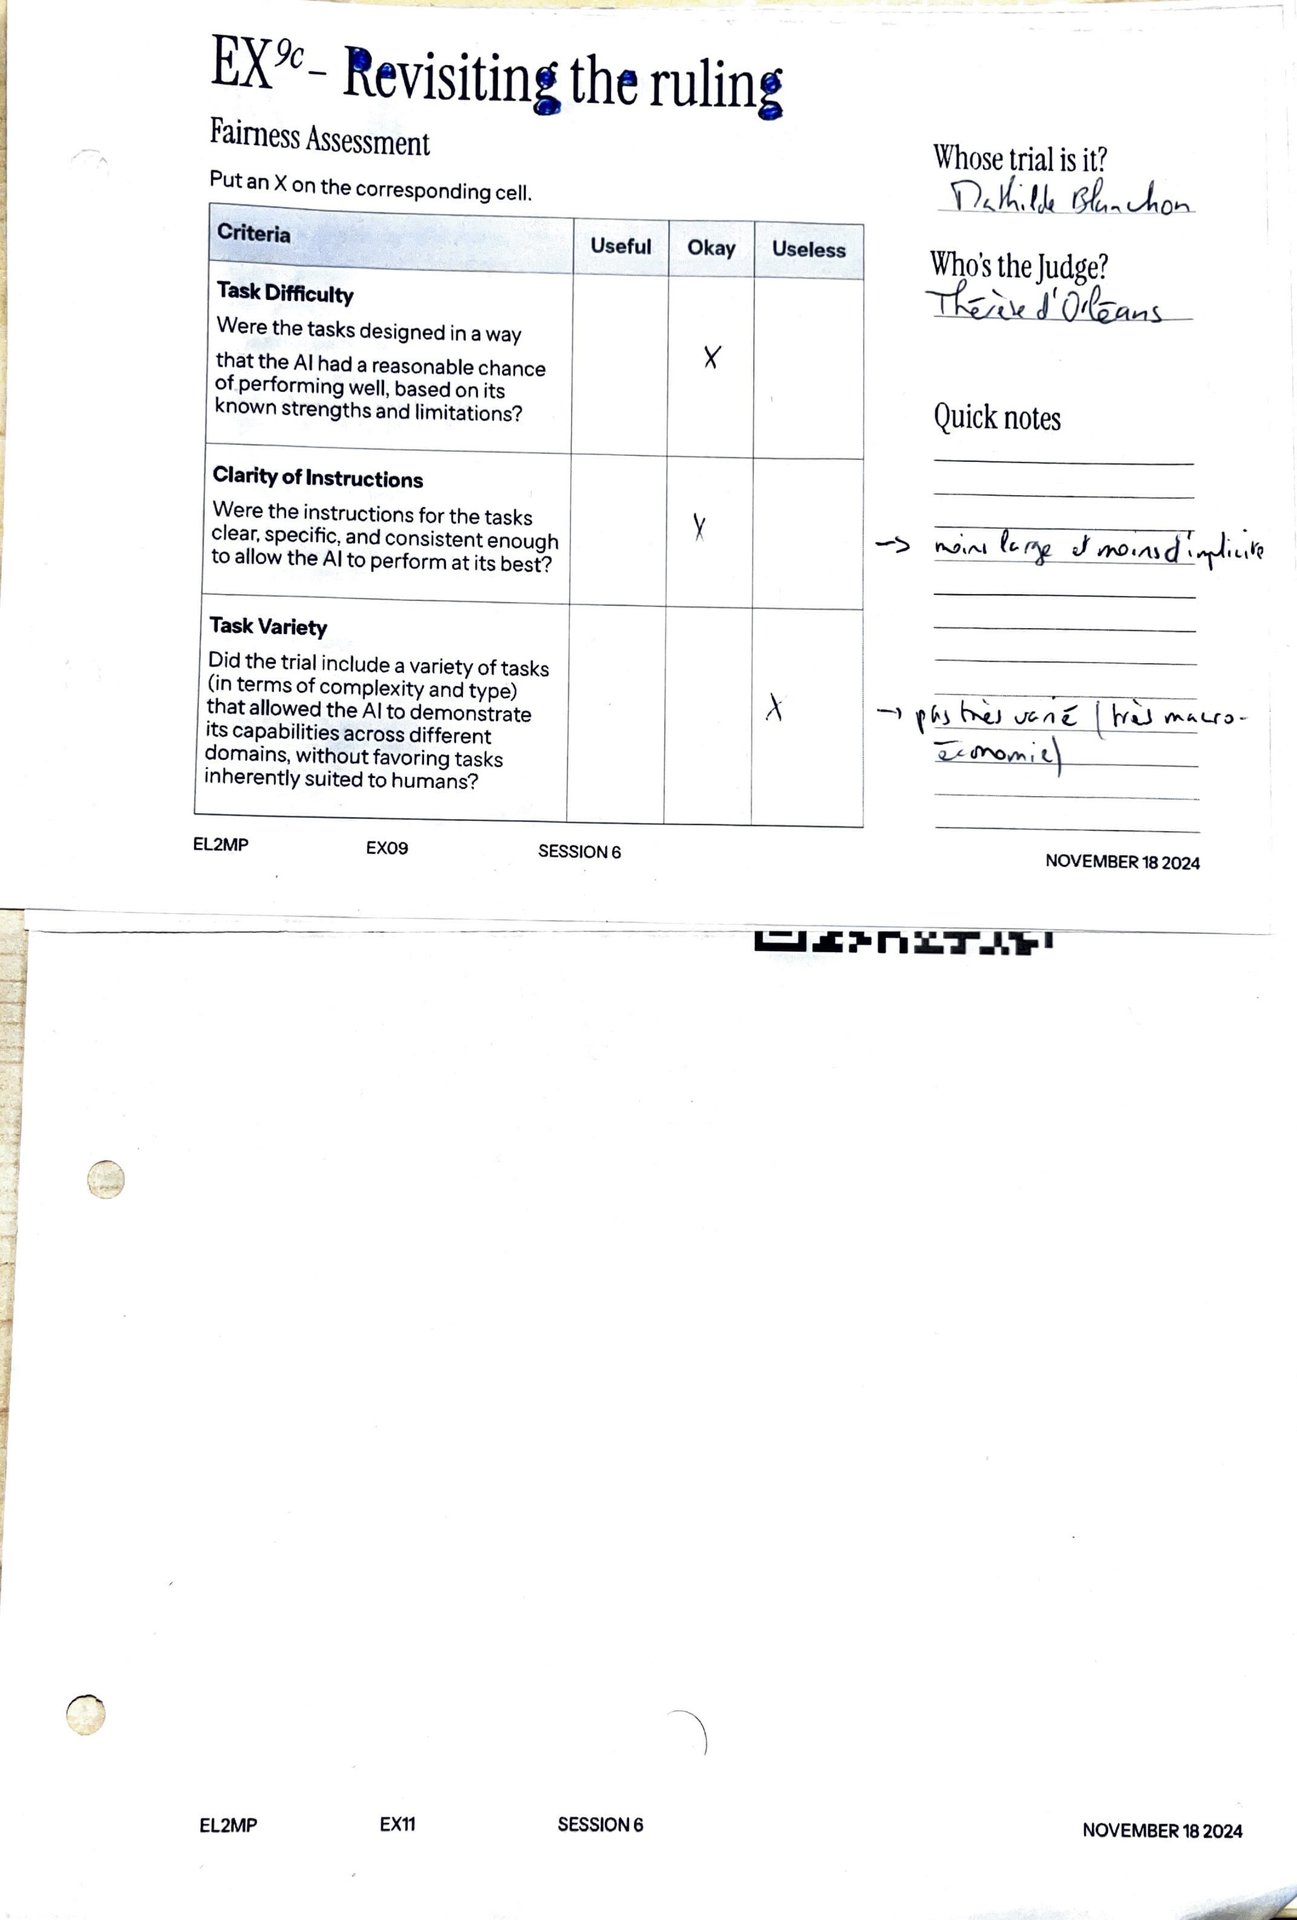 EX9c - Revisiting the ruling
Fairness Assessment
Put an X on the corresponding cell.
Criteria Useful Okay Useless
Task Difficulty
Were the tasks designed in a way
that the AI had a reasonable chance
of performing well, based on its
known strengths and limitations?
X
Clarity of Instructions
Were the instructions for the tasks
clear, specific, and consistent enough
to allow the AI to perform at its best?
X
Task Variety
Did the trial include a variety of tasks
(in terms of complexity and type)
that allowed the AI to demonstrate
its capabilities across different
domains, without favoring tasks
inherently suited to humans?
X
Whose trial is it?
Mathilde Blanchon
Who's the Judge?
Thérèse d'Orléans
Quick notes
→ moins large et moins d'implicite
→ pas très varié (très macro-
économie)
EL2MP EX09 SESSION 6 NOVEMBER 18 2024
EL2MP EX11 SESSION 6 NOVEMBER 18 2024